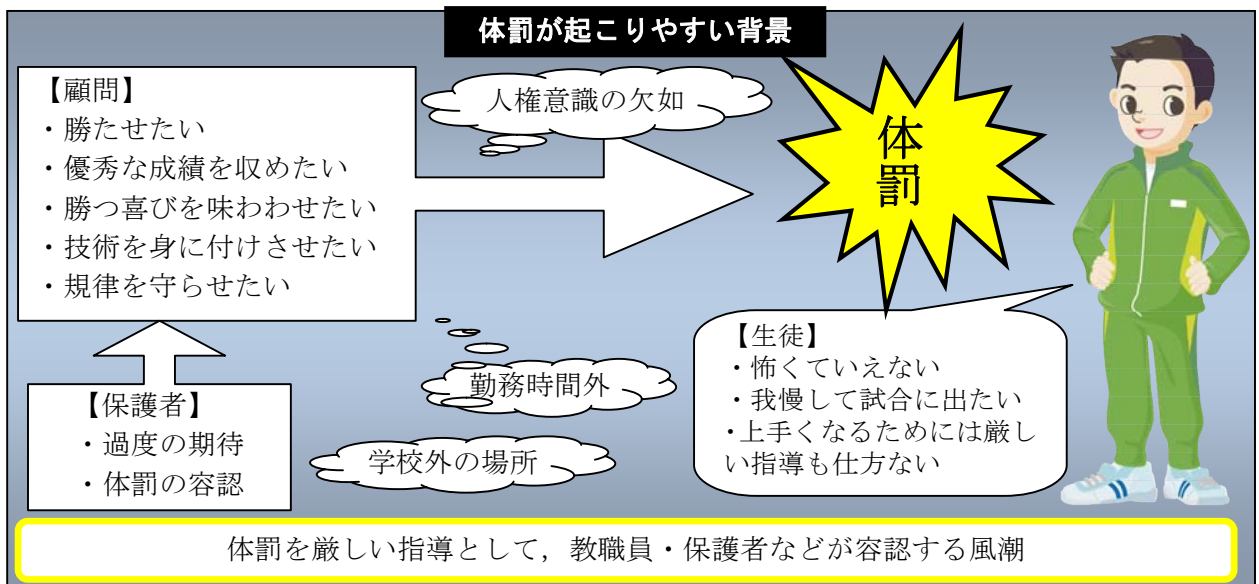 体罰が起こりやすい背景
【顧問】
・勝たせたい
・優秀な成績を収めたい
・勝つ喜びを味わわせたい
・技術を身に付けさせたい
・規律を守らせたい
人権意識の欠如
体
罰
【保護者】
・過度の期待
・体罰の容認
勤務時間外
学校外の場所
【生徒】
・怖くていえない
・我慢して試合に出たい
・上手くなるためには厳し
い指導も仕方ない
体罰を厳しい指導として，教職員・保護者などが容認する風潮